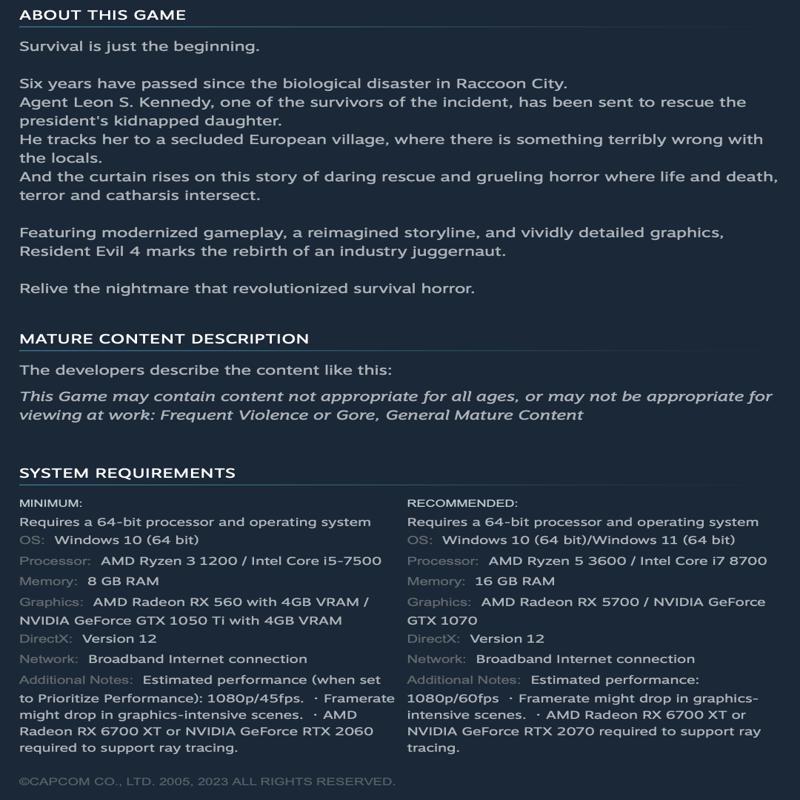 ABOUT THIS GAME
Survival is just the beginning.
Six years have passed since the biological disaster in Raccoon City.
Agent Leon S. Kennedy, one of the survivors of the incident, has been sent to rescue the
president's kidnapped daughter.
He tracks her to a secluded European village, where there is something terribly wrong with
the locals.
And the curtain rises on this story of daring rescue and grueling horror where life and death,
terror and catharsis intersect.
Featuring modernized gameplay, a reimagined storyline, and vividly detailed graphics,
Resident Evil 4 marks the rebirth of an industry juggernaut.
Relive the nightmare that revolutionized survival horror.
MATURE CONTENT DESCRIPTION
The developers describe the content like this:
This Game may contain content not appropriate for all ages, or may not be appropriate for
viewing at work: Frequent Violence or Gore, General Mature Content
SYSTEM REQUIREMENTS
MINIMUM:
Requires a 64-bit processor and operating system
OS: Windows 10 (64 bit)
Processor: AMD Ryzen 3 1200 / Intel Core i5-7500
Memory: 8 GB RAM
Graphics: AMD Radeon RX 560 with 4GB VRAM /
NVIDIA GeForce GTX 1050 Ti with 4GB VRAM
DirectX: Version 12
Network: Broadband Internet connection
Additional Notes: Estimated performance (when set
to Prioritize Performance): 1080p/45fps. ・Framerate
might drop in graphics-intensive scenes. ・AMD
Radeon RX 6700 XT or NVIDIA GeForce RTX 2060
required to support ray tracing.
RECOMMENDED:
Requires a 64-bit processor and operating system
OS: Windows 10 (64 bit)/Windows 11 (64 bit)
Processor: AMD Ryzen 5 3600 / Intel Core i7 8700
Memory: 16 GB RAM
Graphics: AMD Radeon RX 5700 / NVIDIA GeForce
GTX 1070
DirectX: Version 12
Network: Broadband Internet connection
Additional Notes: Estimated performance:
1080p/60fps ・Framerate might drop in graphics-
intensive scenes. ・AMD Radeon RX 6700 XT or
NVIDIA GeForce RTX 2070 required to support ray
tracing.
©CAPCOM CO., LTD. 2005, 2023 ALL RIGHTS RESERVED.